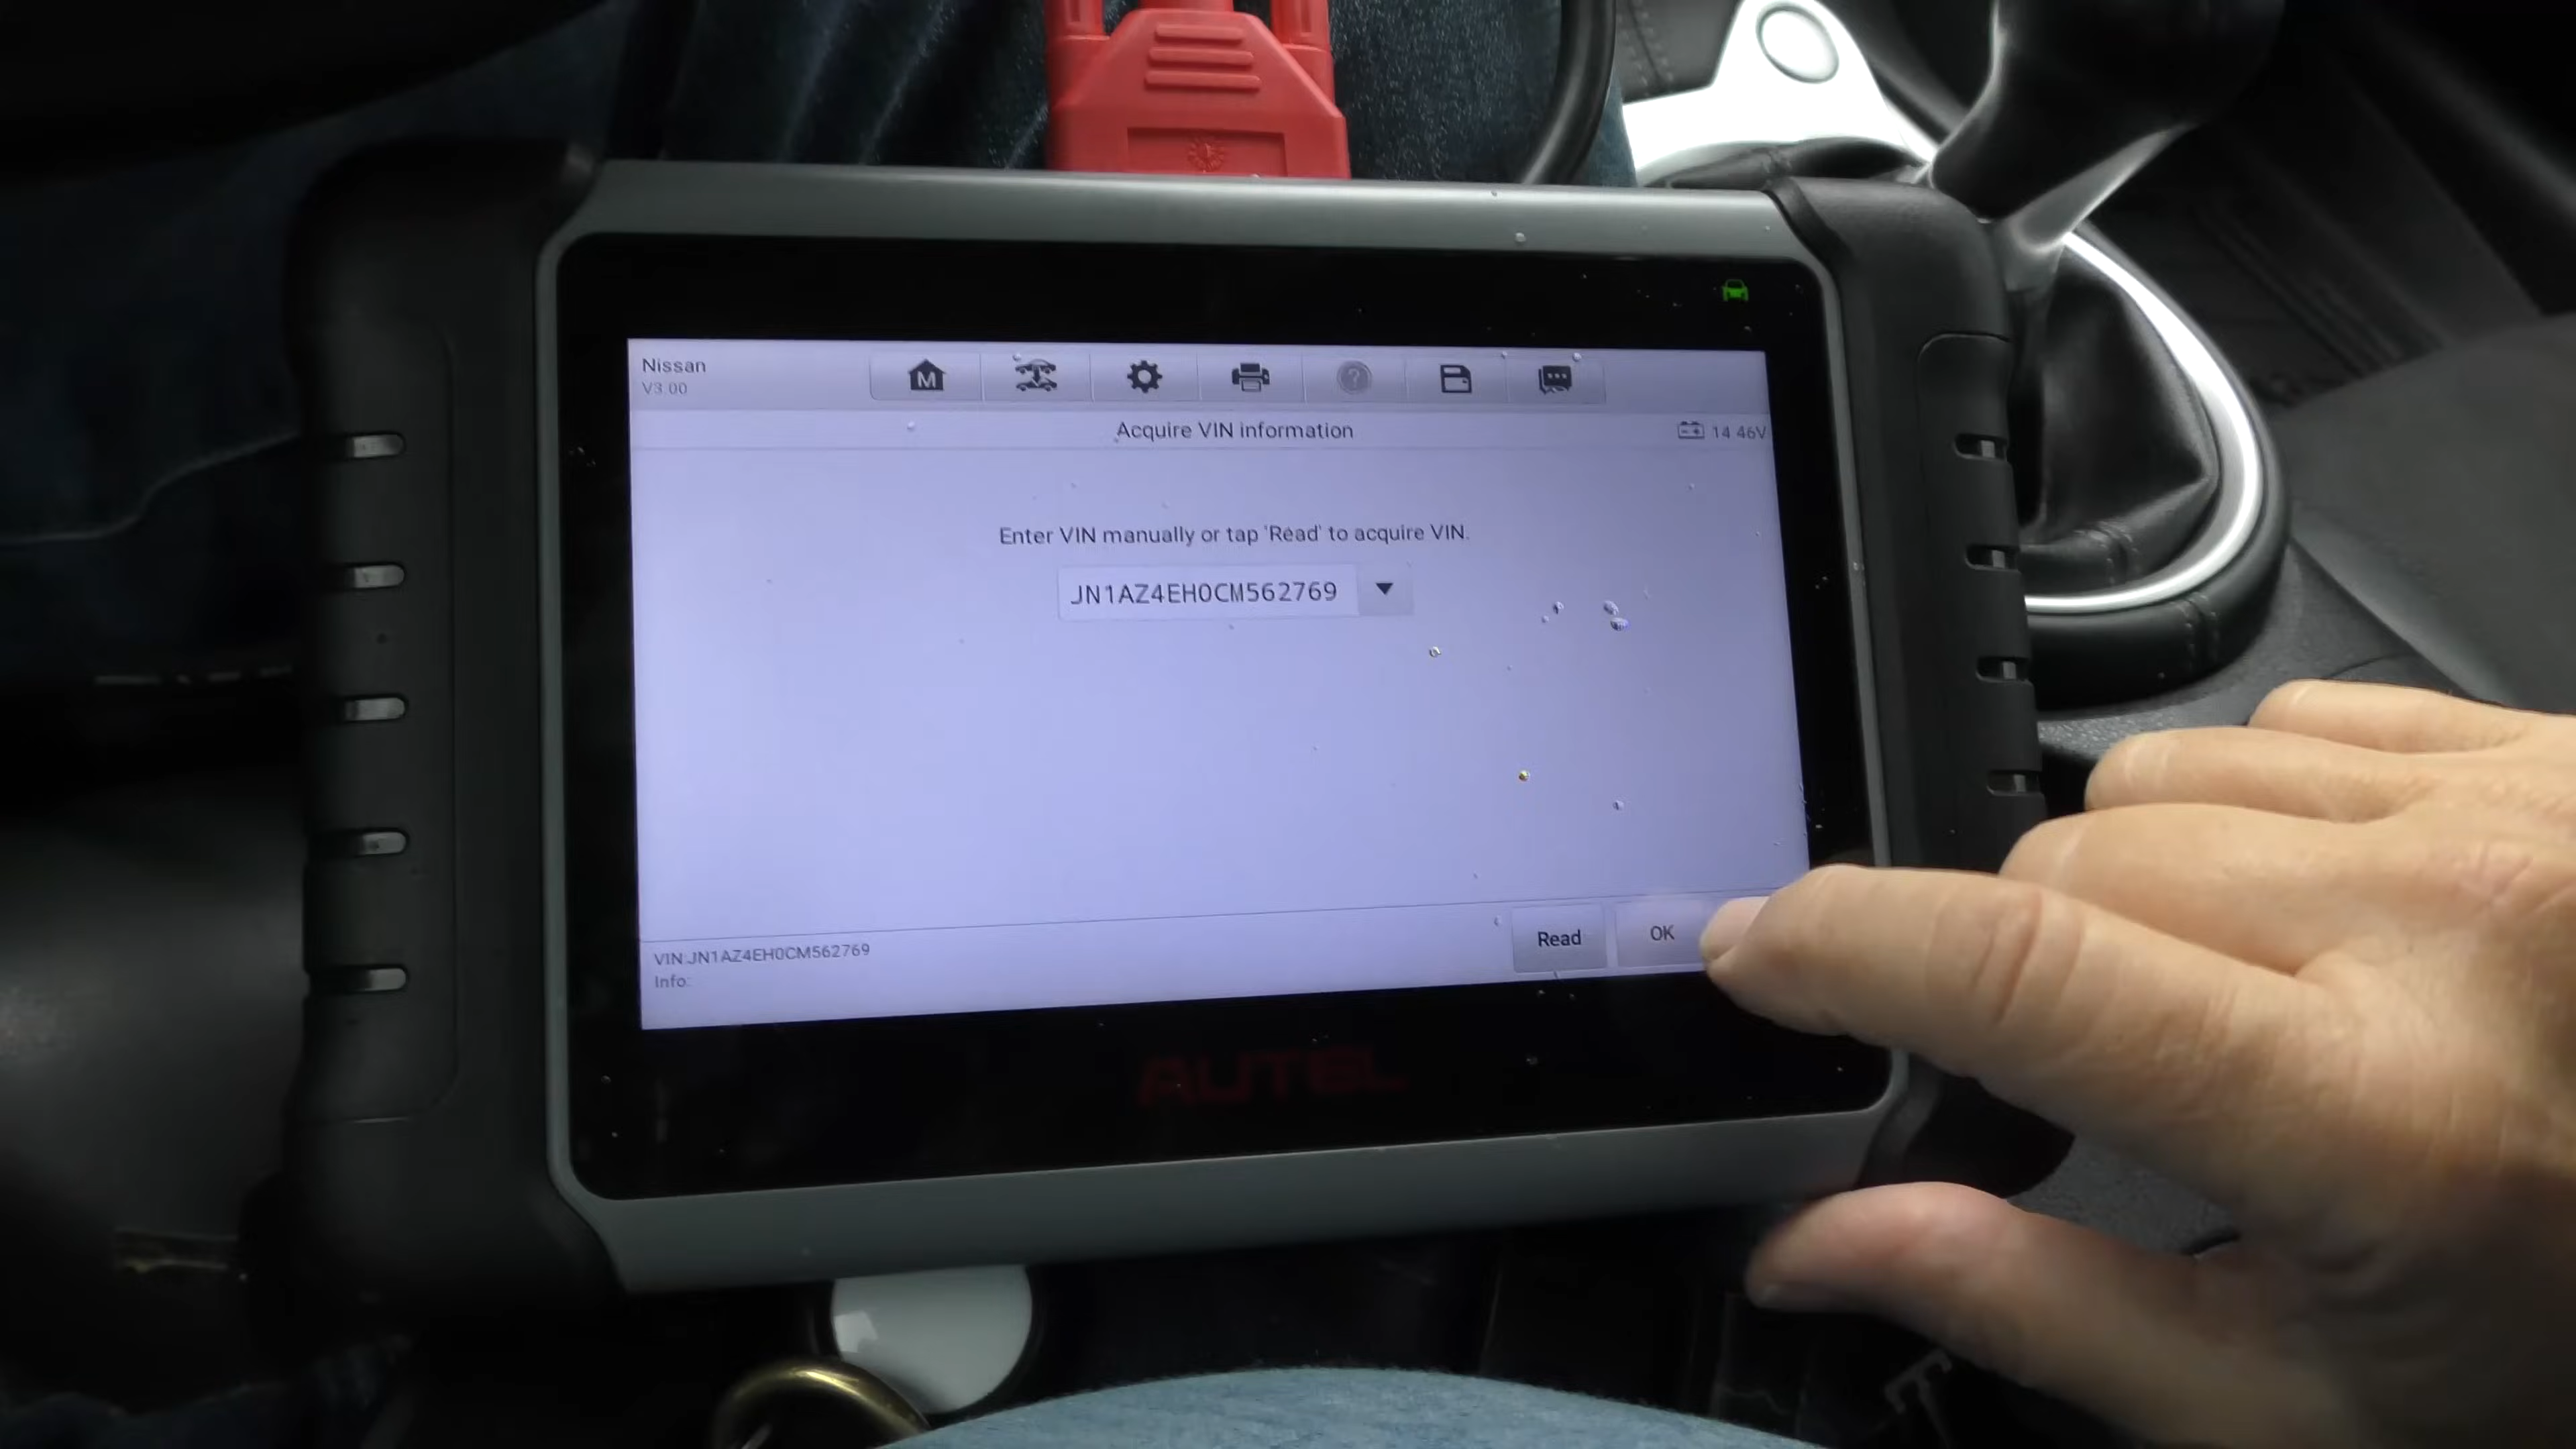 Nissan
V3.00
M
?
Acquire VIN information
14.46V
Enter VIN manually or tap 'Read' to acquire VIN.
JN1AZ4EH0CM562769
Read
OK
VIN:JN1AZ4EH0CM562769
Info:
AUTEL